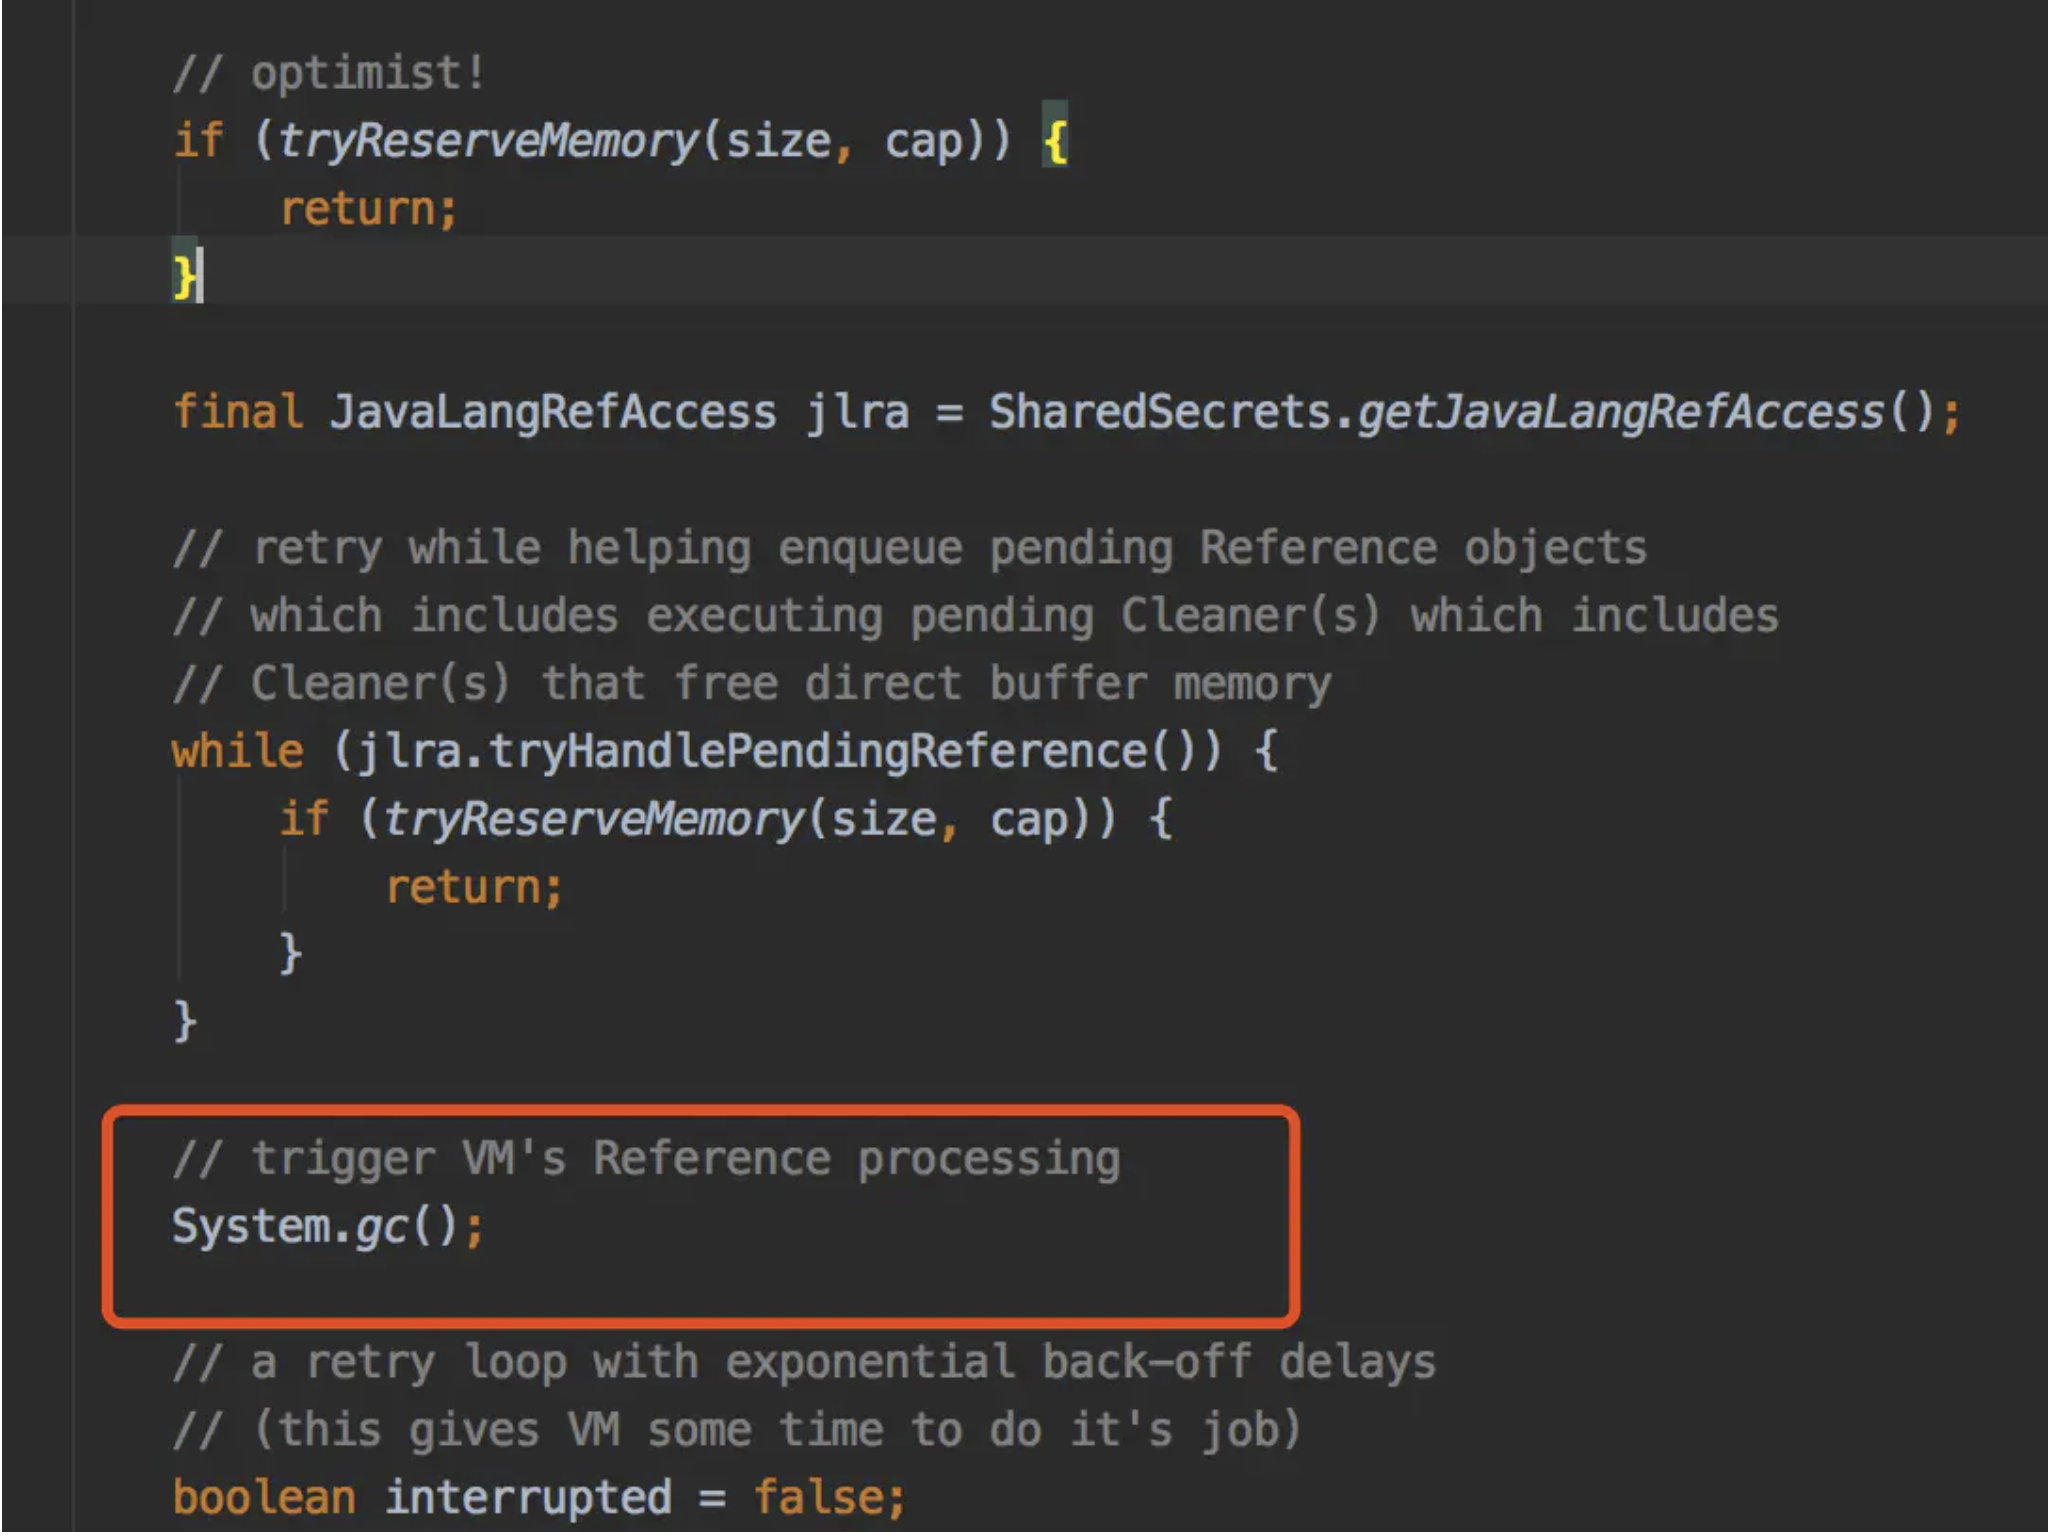 // optimist!
if (tryReserveMemory(size, cap)) {
return;
}
final JavaLangRefAccess jlra = SharedSecrets.getJavaLangRefAccess();
// retry while helping enqueue pending Reference objects
// which includes executing pending Cleaner(s) which includes
// Cleaner(s) that free direct buffer memory
while (jlra.tryHandlePendingReference()) {
if (tryReserveMemory(size, cap)) {
return;
}
}
// trigger VM's Reference processing
System.gc();
// a retry loop with exponential back-off delays
// (this gives VM some time to do it's job)
boolean interrupted = false;